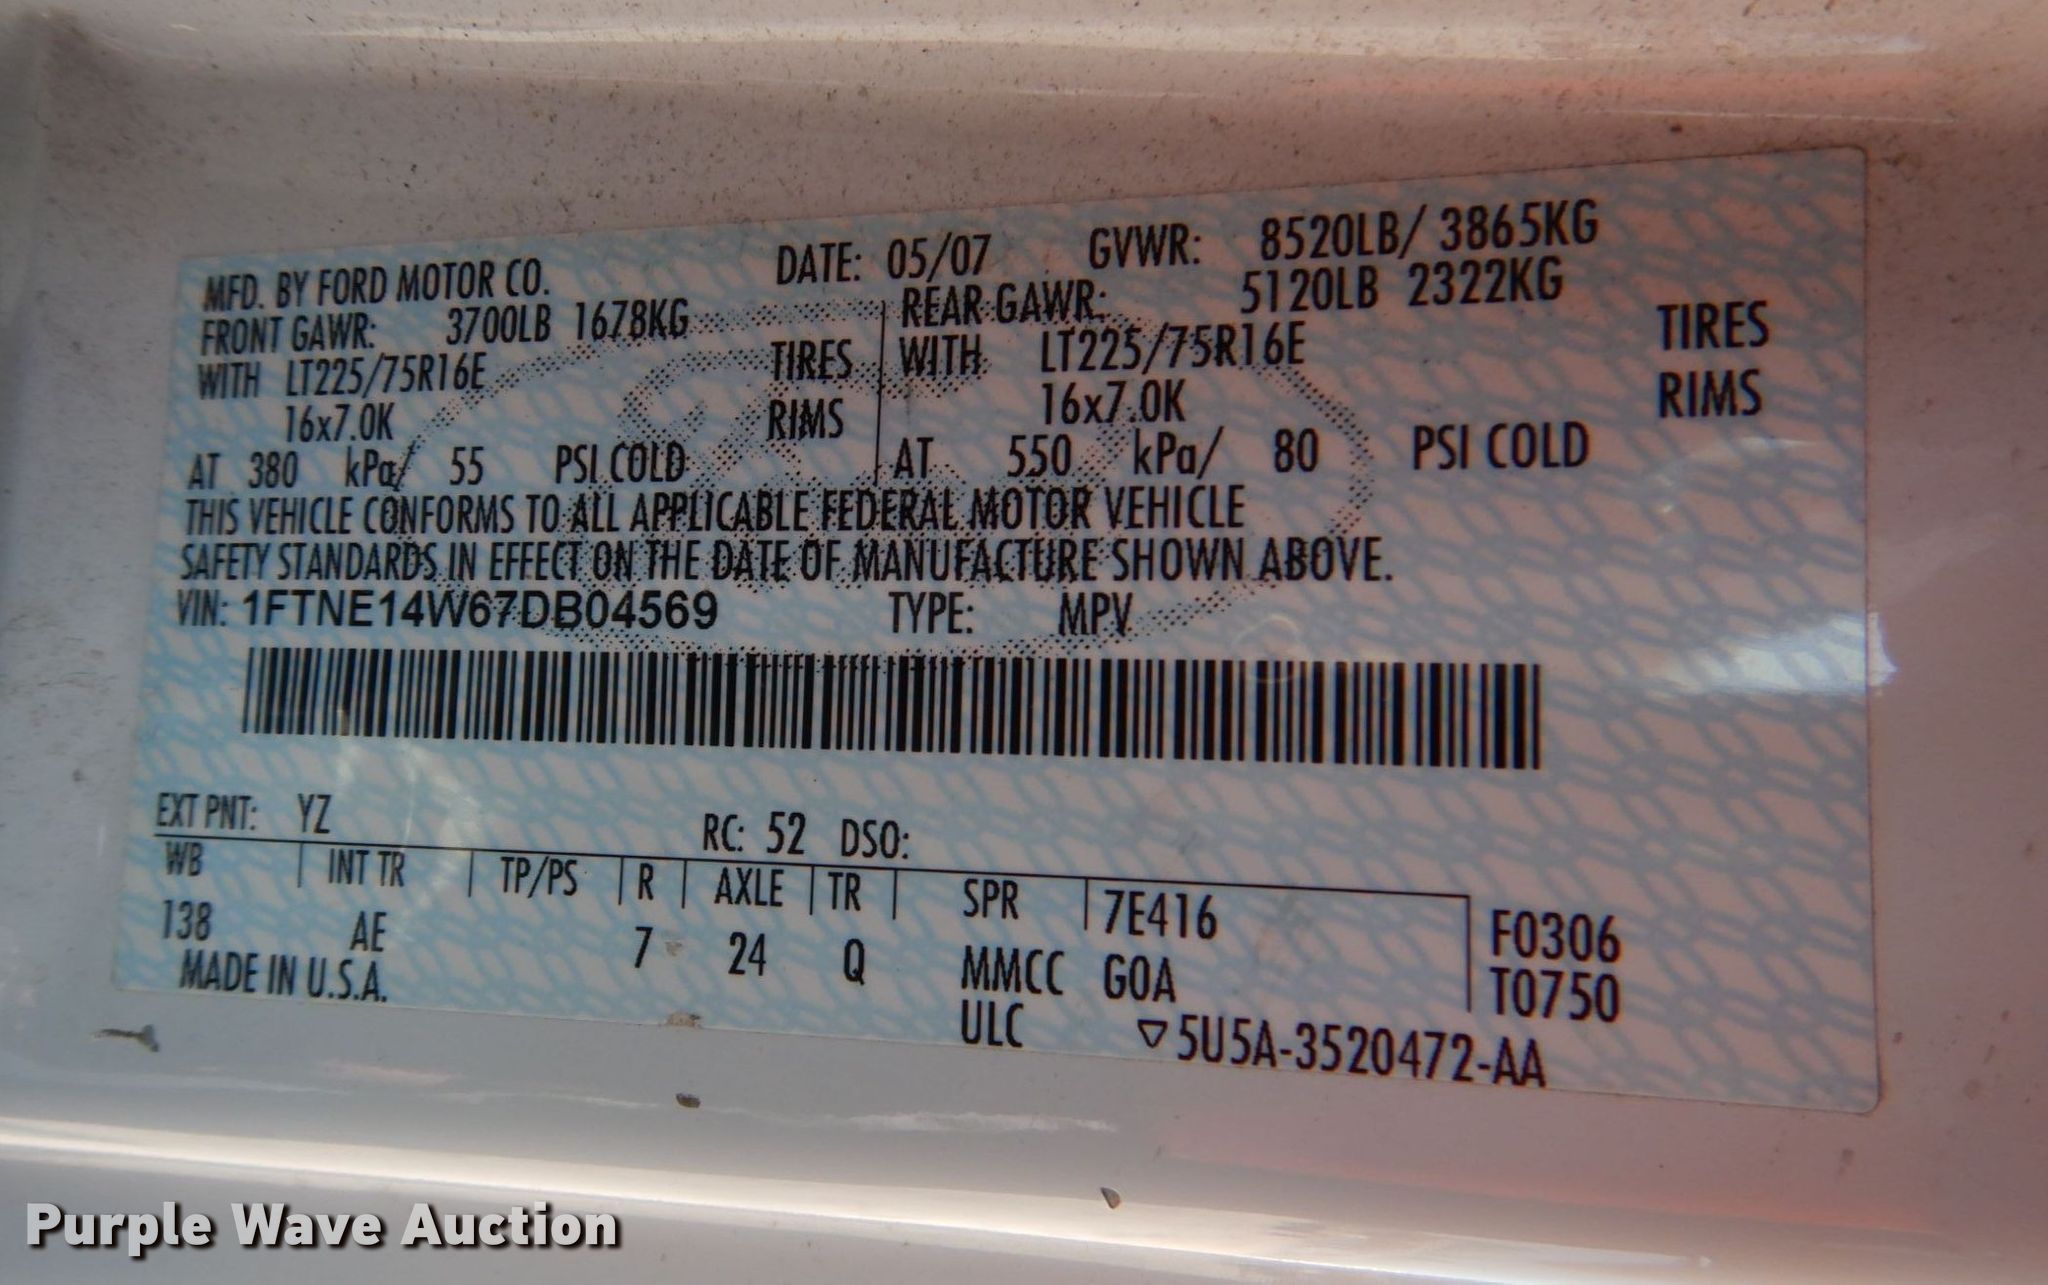 MFD. BY FORD MOTOR CO. DATE: 05/07 GVWR: 8520LB/ 3865KG
FRONT GAWR: 3700LB 1678KG REAR GAWR: 5120LB 2322KG
WITH LT225/75R16E TIRES WITH LT225/75R16E TIRES
16x7.0K RIMS 16x7.0K RIMS
AT 380 kPa/ 55 PSI COLD AT 550 kPa/ 80 PSI COLD
THIS VEHICLE CONFORMS TO ALL APPLICABLE FEDERAL MOTOR VEHICLE
SAFETY STANDARDS IN EFFECT ON THE DATE OF MANUFACTURE SHOWN ABOVE.
VIN: 1FTNE14W67DB04569 TYPE: MPV
EXT PNT: YZ RC: 52 DSO:
WB INT TR TP/PS R AXLE TR SPR 7E416 F0306
138 AE 7 24 Q MMCC GOA T0750
MADE IN U.S.A. ULC ▽5U5A-3520472-AA
Purple Wave Auction